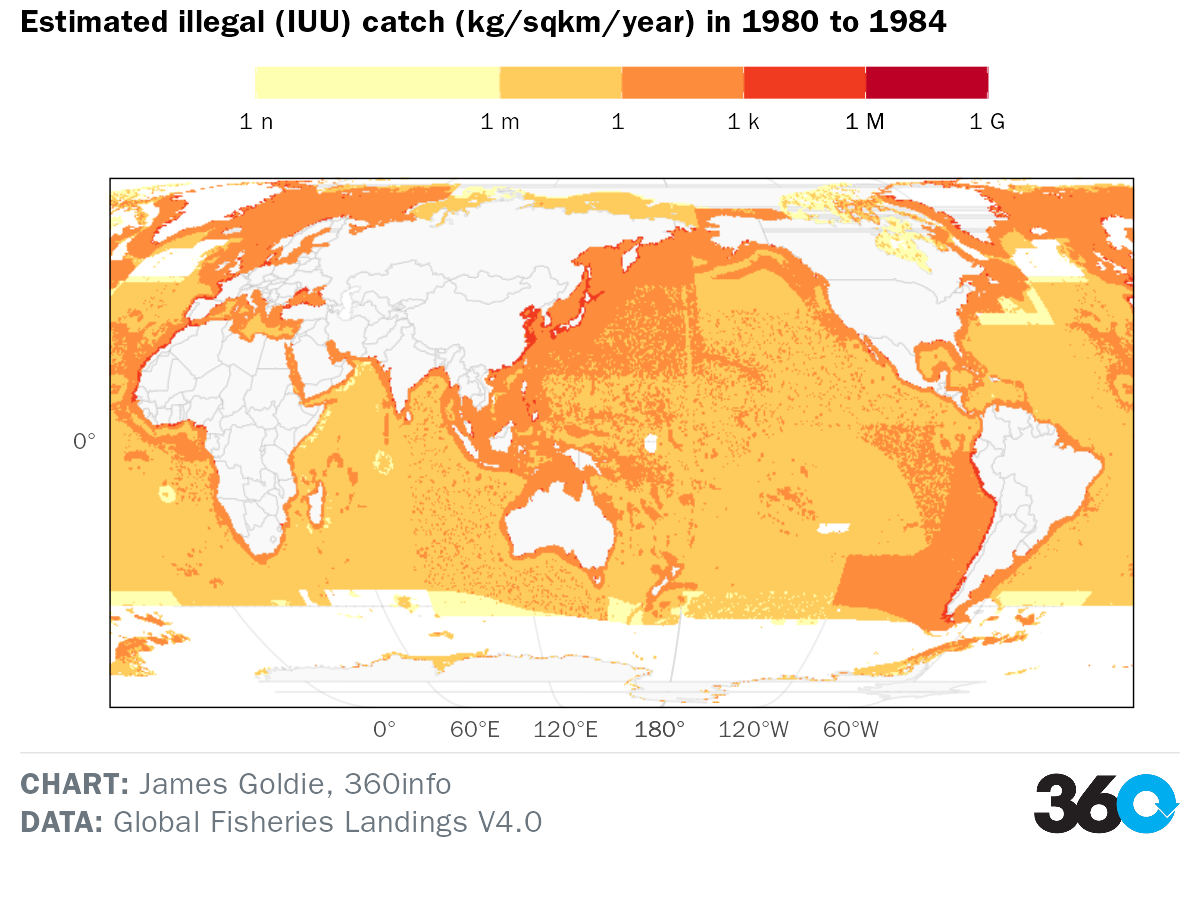 Estimated illegal (IUU) catch (kg/sqkm/year) in 1980 to 1984
1 n 1 m 1 1 k 1 M 1 G
0°
0° 60°E 120°E 180° 120°W 60°W
CHART: James Goldie, 360info
DATA: Global Fisheries Landings V4.0
360